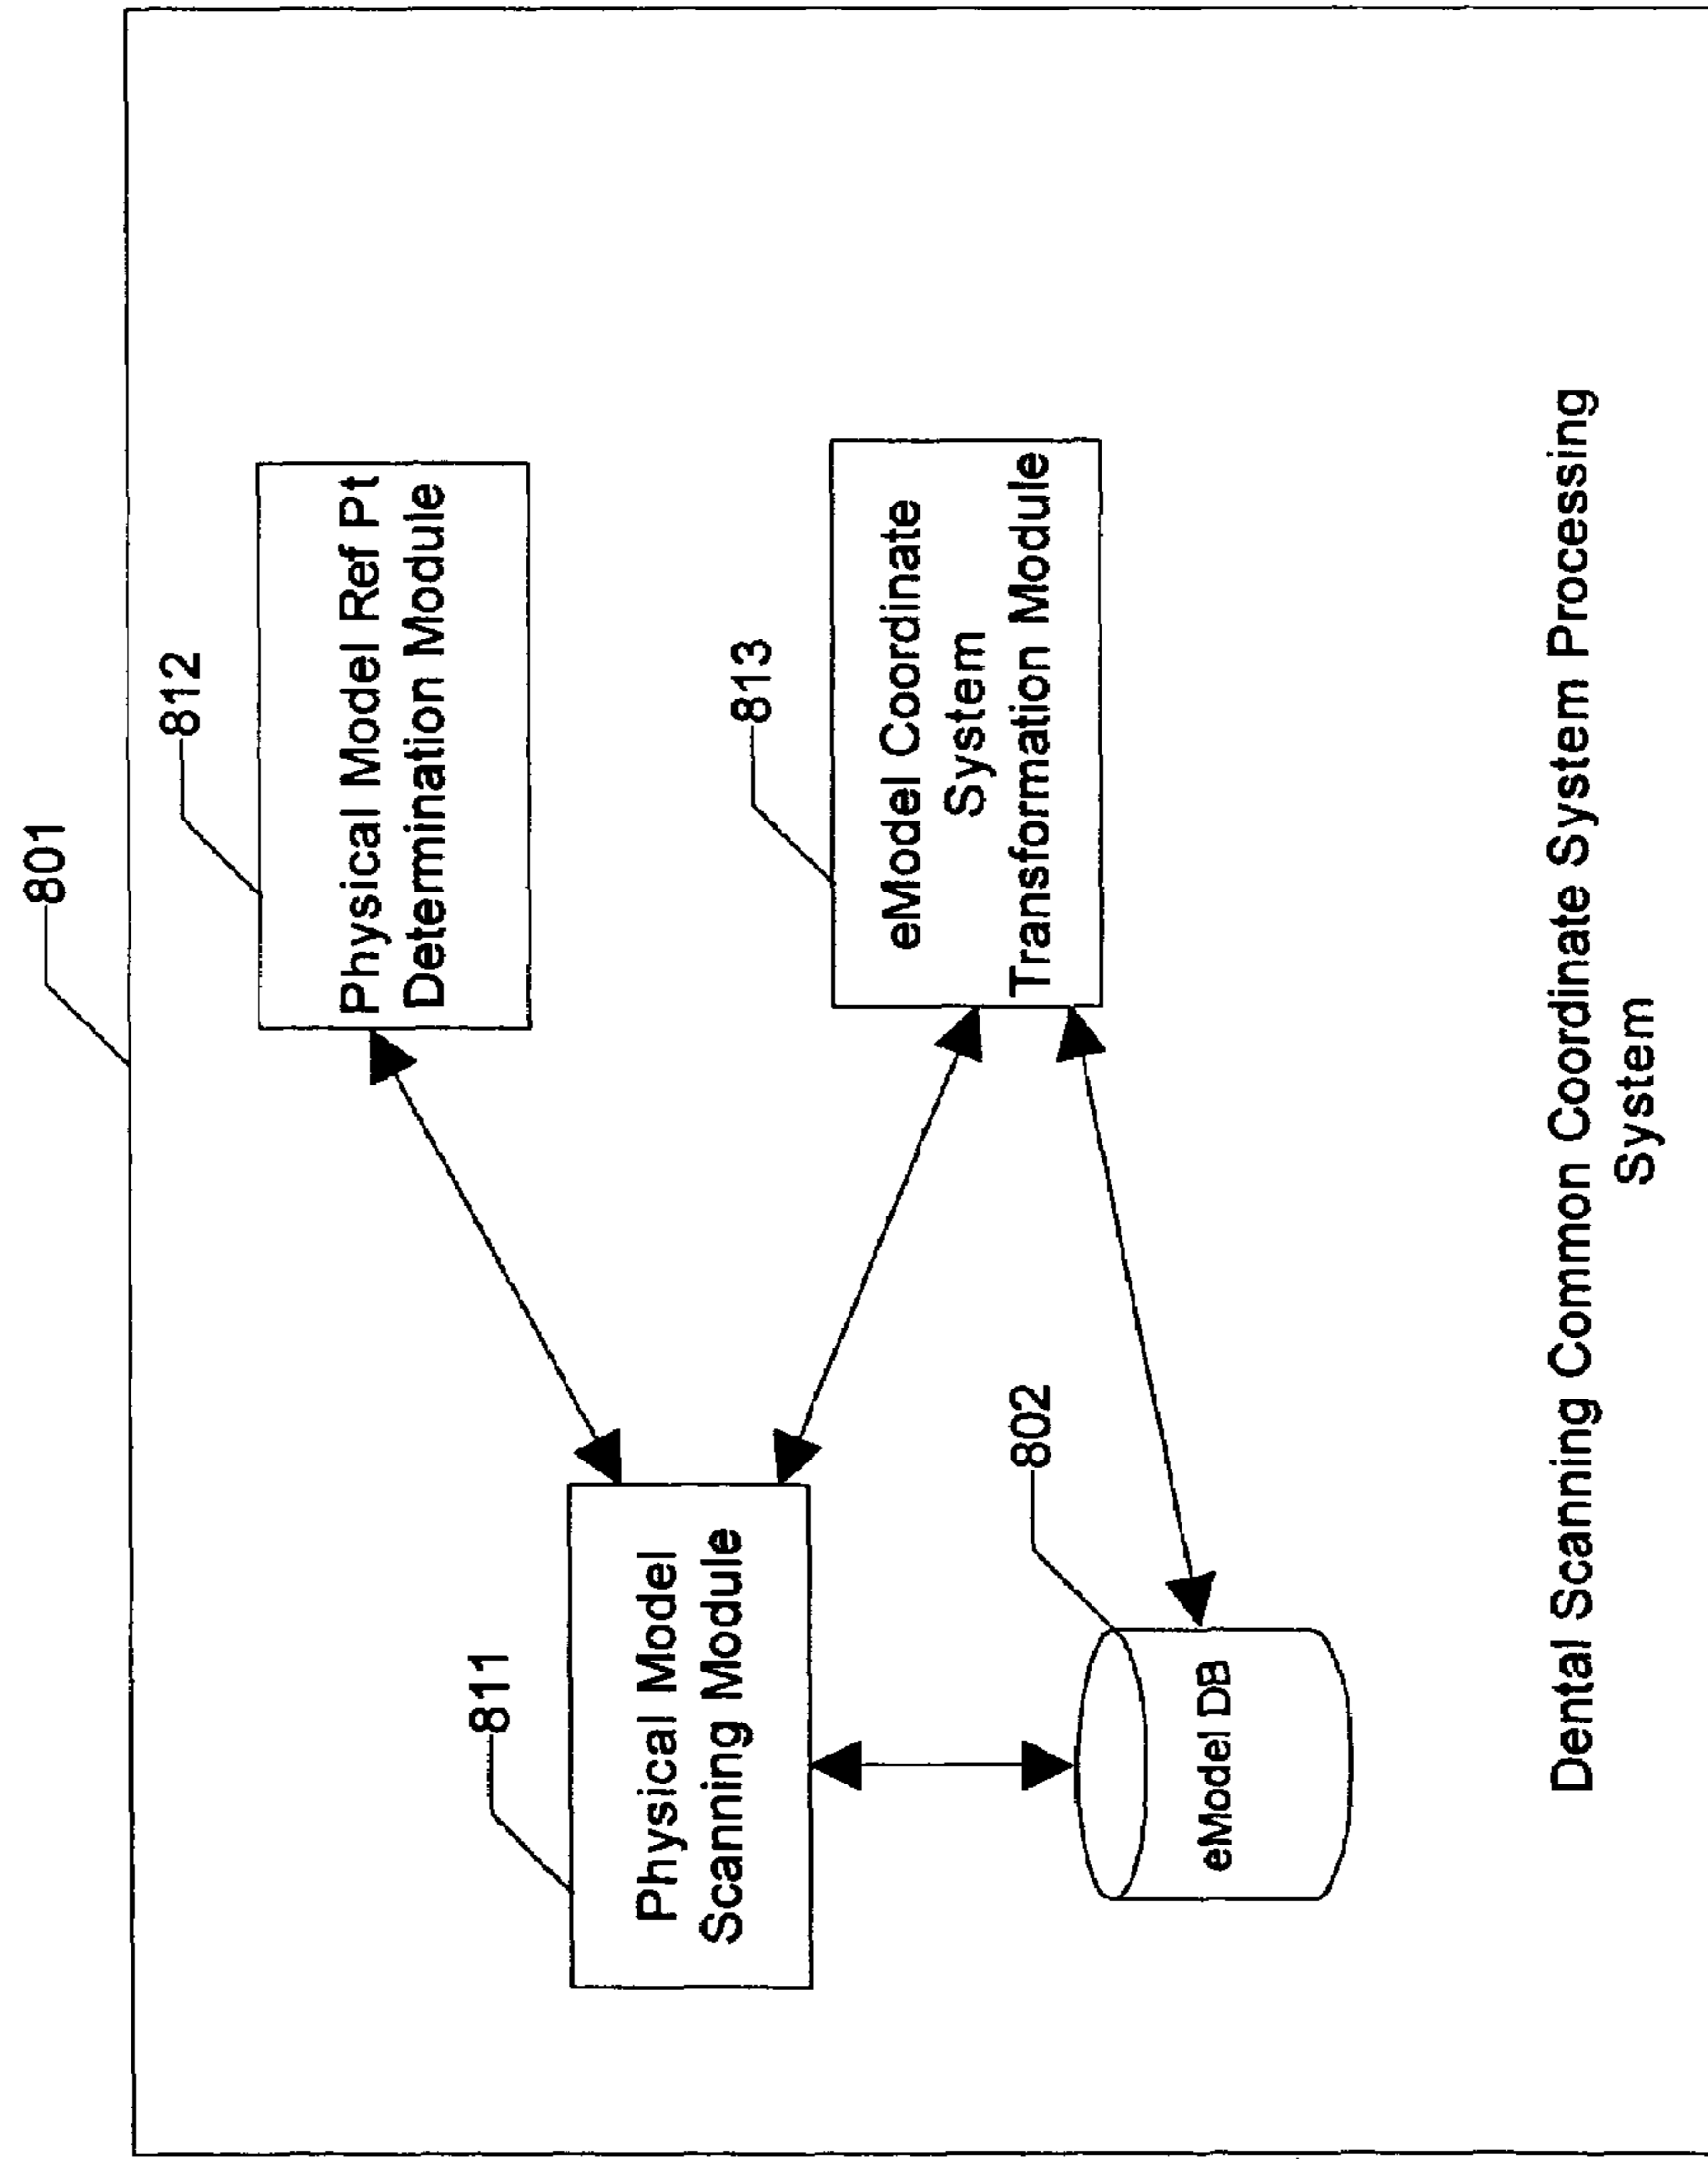 801
812
Physical Model Ref Pt
Determination Module
811
Physical Model
Scanning Module
813
eModel Coordinate
System
Transformation Module
802
eModel DB
Dental Scanning Common Coordinate System Processing
System